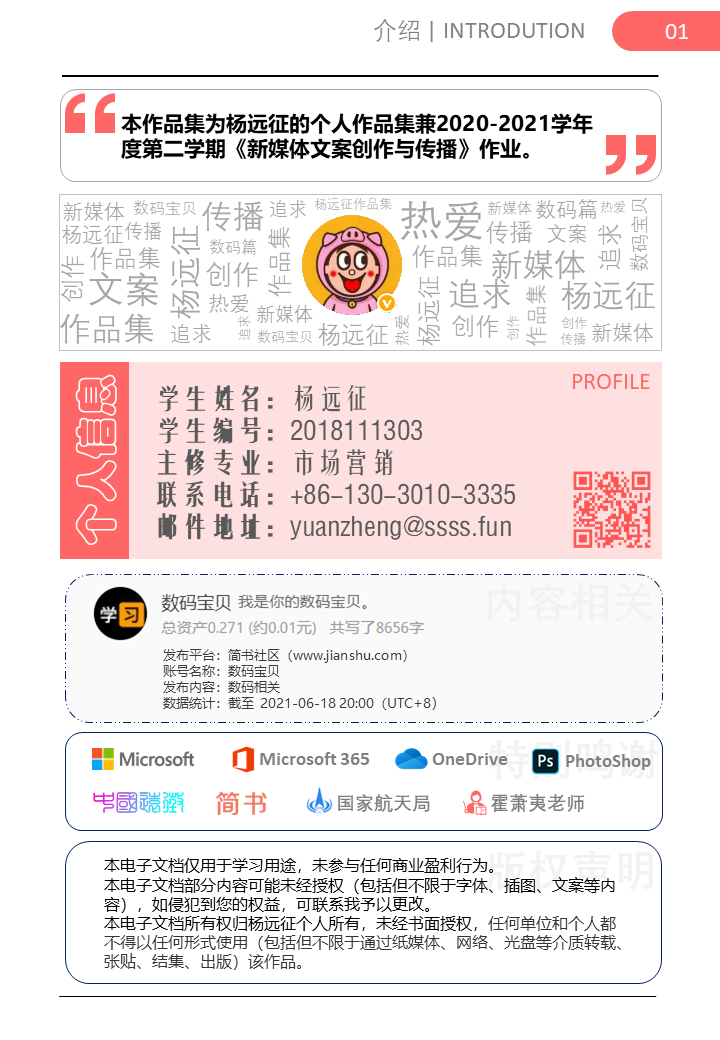 介绍 | INTRODUTION
01
本作品集为杨远征的个人作品集兼2020-2021学年
度第二学期《新媒体文案创作与传播》作业。
新媒体 数码宝贝 传播 追求 杨远征作品集 热爱 新媒体 数码篇 热爱 数码宝贝
杨远征 传播 杨远征 数码篇 作品集 作品集 传播 文案 追求
创作 作品集 创作 新媒体
文案 热爱 新媒体 杨远征 追求 作品集 杨远征
作品集 追求 追求 数码宝贝 杨远征 热爱 创作 创作 创作 传播 新媒体
个人信息
PROFILE
学生姓名：杨远征
学生编号：2018111303
主修专业：市场营销
联系电话：+86-130-3010-3335
邮件地址：yuanzheng@ssss.fun
内容相关
学习
数码宝贝 我是你的数码宝贝。
总资产0.271 (约0.01元) 共写了8656字
发布平台：简书社区（www.jianshu.com）
账号名称：数码宝贝
发布内容：数码相关
数据统计：截至 2021-06-18 20:00（UTC+8）
特别鸣谢
Microsoft Microsoft 365 OneDrive Ps PhotoShop
简书 国家航天局 霍萧夷老师
版权声明
本电子文档仅用于学习用途，未参与任何商业盈利行为。
本电子文档部分内容可能未经授权（包括但不限于字体、插图、文案等内
容），如侵犯到您的权益，可联系我予以更改。
本电子文档所有权归杨远征个人所有，未经书面授权，任何单位和个人都
不得以任何形式使用（包括但不限于通过纸媒体、网络、光盘等介质转载、
张贴、结集、出版）该作品。